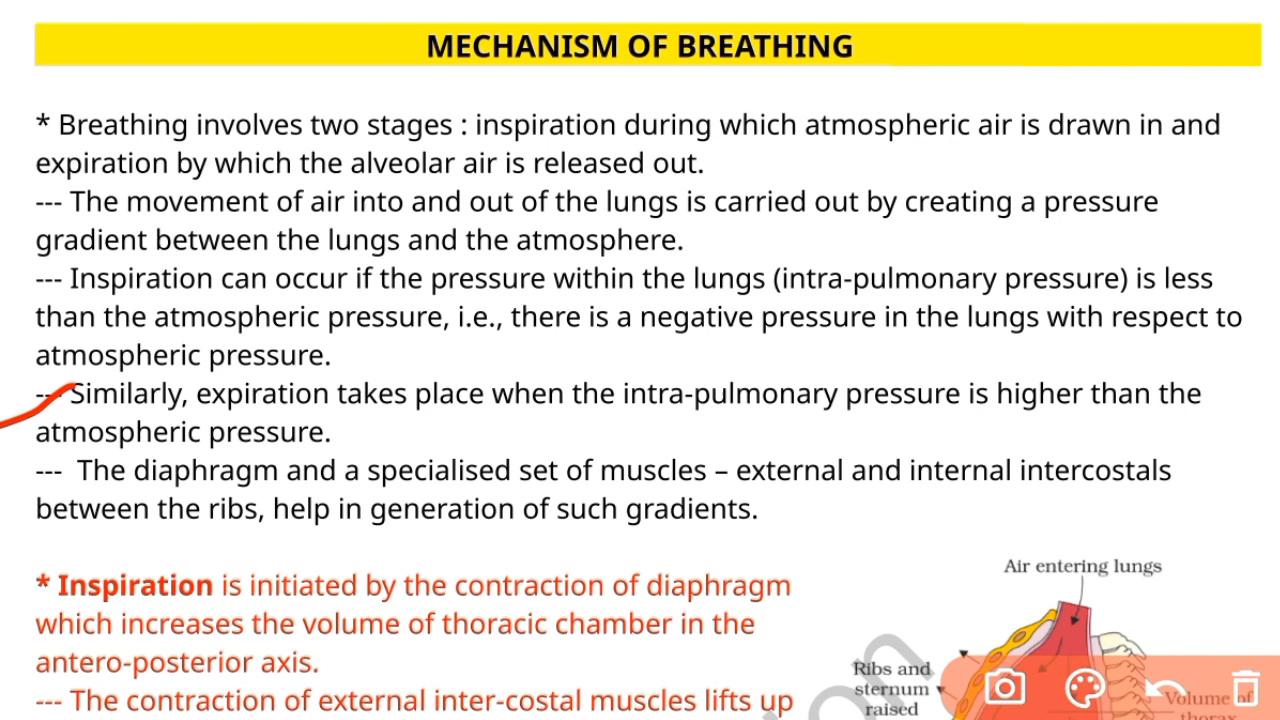 MECHANISM OF BREATHING
* Breathing involves two stages : inspiration during which atmospheric air is drawn in and
expiration by which the alveolar air is released out.
--- The movement of air into and out of the lungs is carried out by creating a pressure
gradient between the lungs and the atmosphere.
--- Inspiration can occur if the pressure within the lungs (intra-pulmonary pressure) is less
than the atmospheric pressure, i.e., there is a negative pressure in the lungs with respect to
atmospheric pressure.
--- Similarly, expiration takes place when the intra-pulmonary pressure is higher than the
atmospheric pressure.
---  The diaphragm and a specialised set of muscles – external and internal intercostals
between the ribs, help in generation of such gradients.
* Inspiration is initiated by the contraction of diaphragm
which increases the volume of thoracic chamber in the
antero-posterior axis.
--- The contraction of external inter-costal muscles lifts up
Air entering lungs
Ribs and
sternum
raised
Volume of
thorax